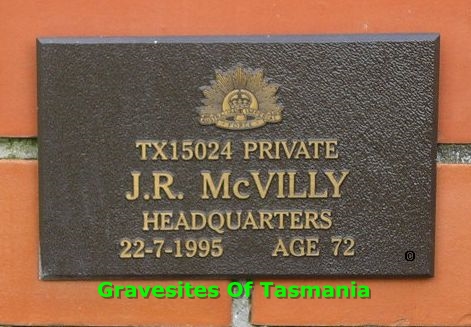 TX15024 PRIVATE
J.R. McVILLY
HEADQUARTERS
22-7-1995 AGE 72
©
Gravesites Of Tasmania